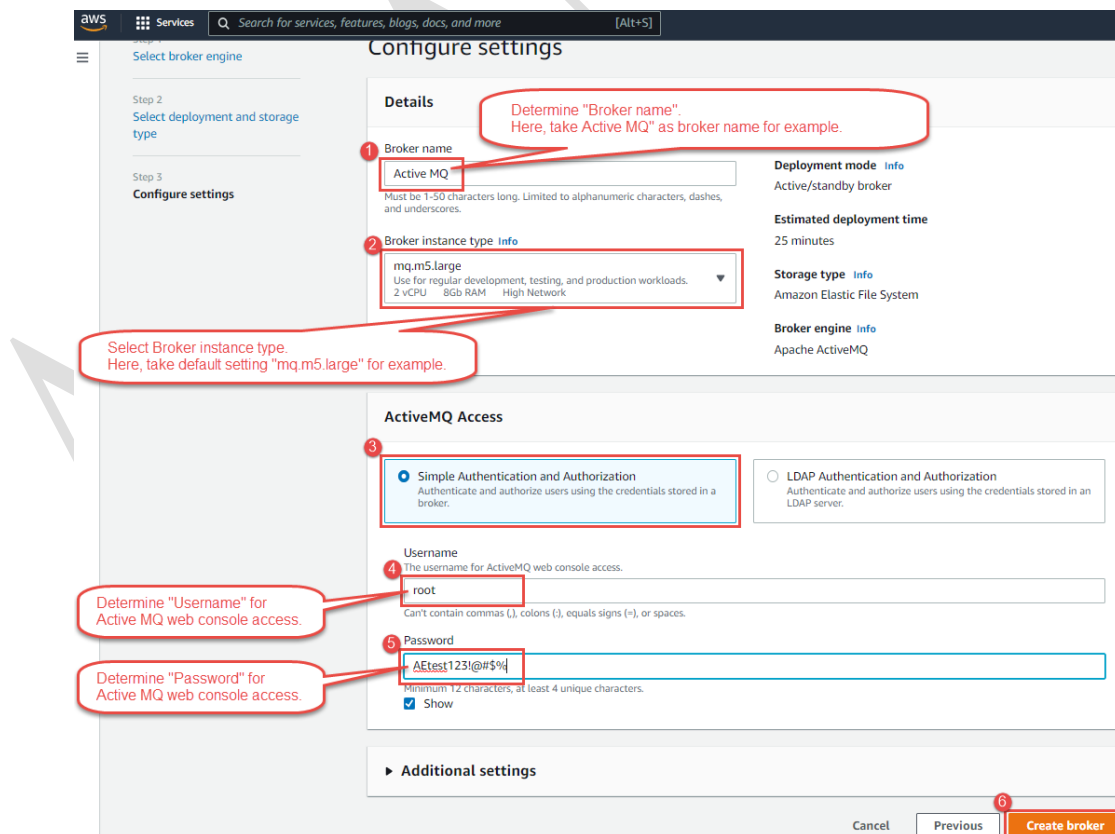 aws
Services
Search for services, features, blogs, docs, and more
[Alt+S]
Select broker engine
Step 2
Select deployment and storage
type
Step 3
Configure settings
Configure settings
Details
Determine "Broker name".
Here, take Active MQ" as broker name for example.
1
Broker name
Active MQ
Must be 1-50 characters long. Limited to alphanumeric characters, dashes,
and underscores.
2
Broker instance type Info
mq.m5.large
Use for regular development, testing, and production workloads.
2 vCPU 8Gb RAM High Network
Deployment mode Info
Active/standby broker
Estimated deployment time
25 minutes
Storage type Info
Amazon Elastic File System
Broker engine Info
Apache ActiveMQ
Select Broker instance type.
Here, take default setting "mq.m5.large" for example.
ActiveMQ Access
3
Simple Authentication and Authorization
Authenticate and authorize users using the credentials stored in a
broker.
LDAP Authentication and Authorization
Authenticate and authorize users using the credentials stored in an
LDAP server.
Username
The username for ActiveMQ web console access.
4
root
Can't contain commas (,), colons (:), equals signs (=), or spaces.
Determine "Username" for
Active MQ web console access.
5
Password
AEtest123!@#$%
Minimum 12 characters, at least 4 unique characters.
Show
Determine "Password" for
Active MQ web console access.
Additional settings
6
Cancel
Previous
Create broker